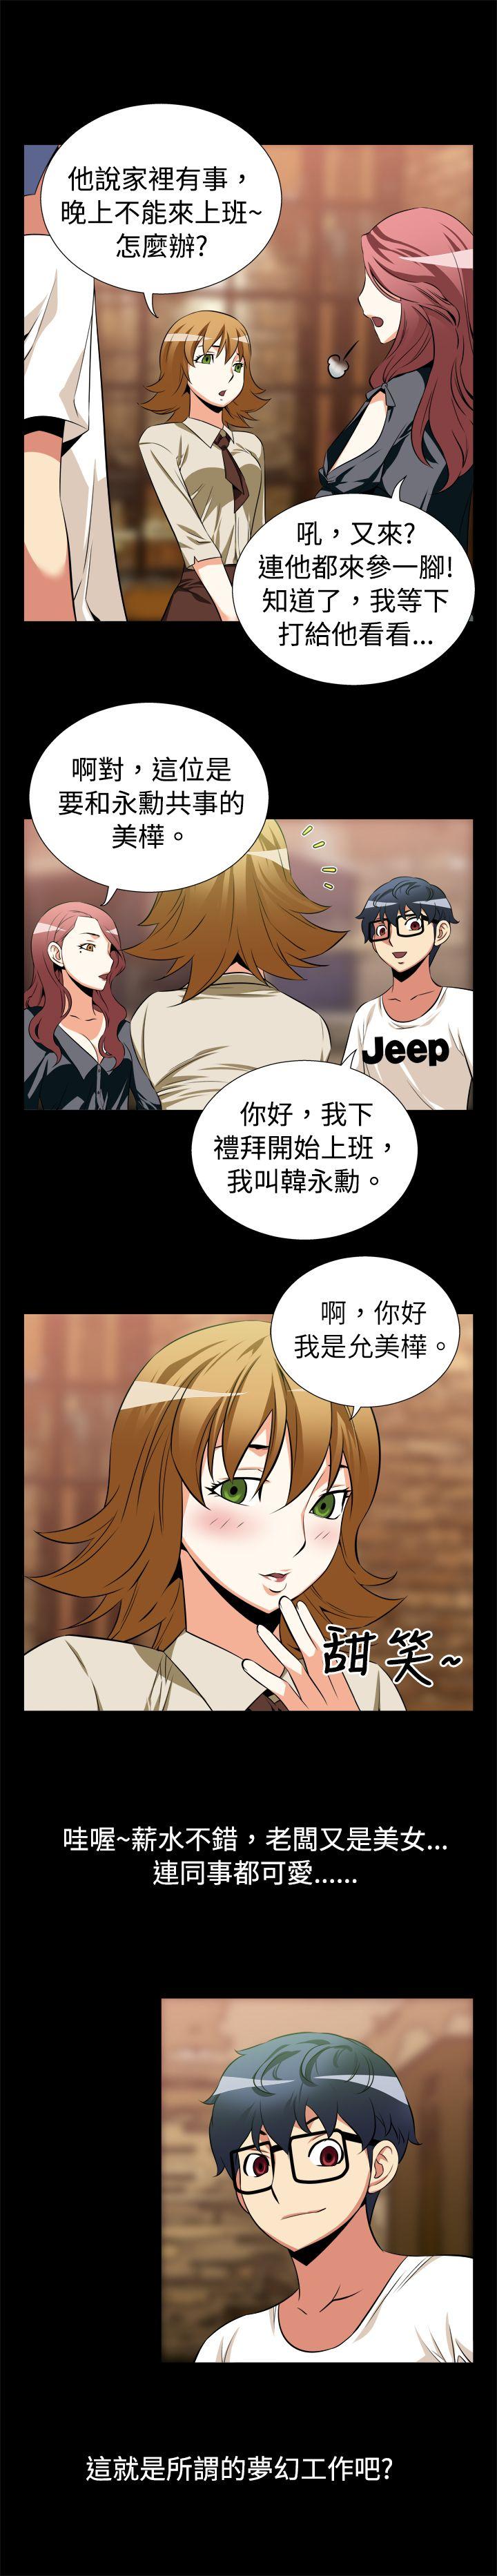 他說家裡有事，
晚上不能來上班~
怎麼辦?
吼，又來?
連他都來參一腳!
知道了，我等下
打給他看看...
啊對，這位是
要和永勳共事的
美樺。
Jeep
你好，我下
禮拜開始上班，
我叫韓永勳。
啊，你好
我是允美樺。
甜笑~
哇喔~薪水不錯，老闆又是美女...
連同事都可愛......
這就是所謂的夢幻工作吧?